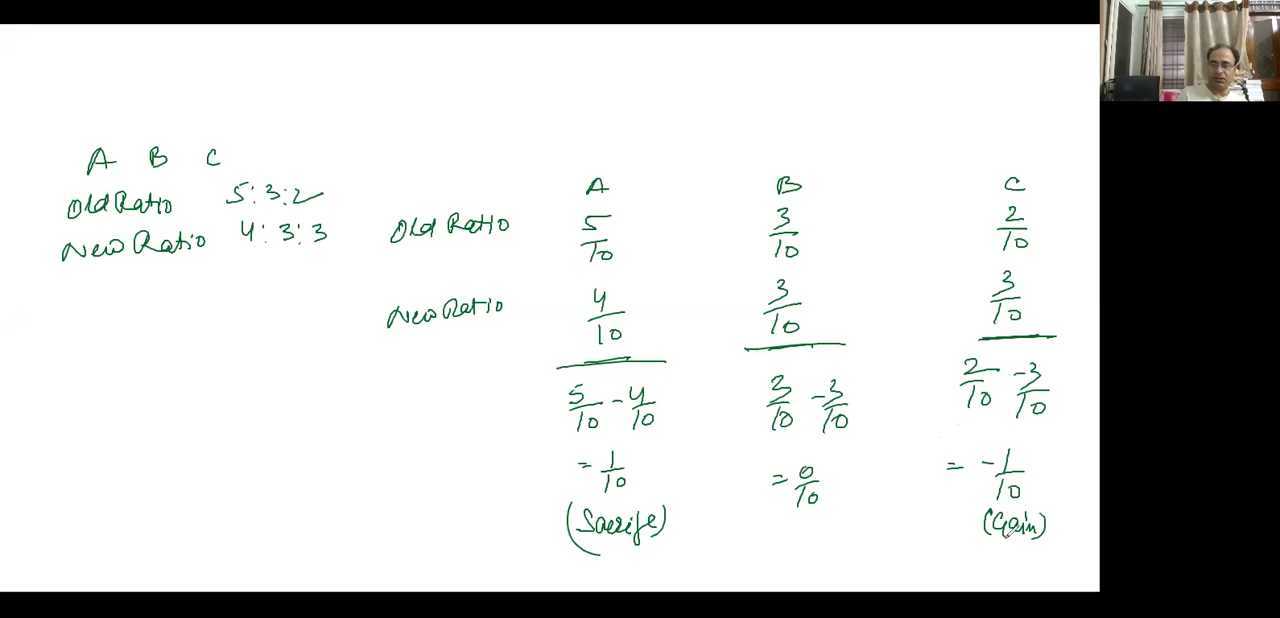 A B C
Old Ratio 5:3:2
New Ratio 4:3:3
A B C
Old Ratio 5/10 3/10 2/10
New Ratio 4/10 3/10 3/10
5/10 - 4/10 3/10 - 3/10 2/10 - 3/10
= 1/10 = 0/10 = -1/10
(Sacrife) (Gain)